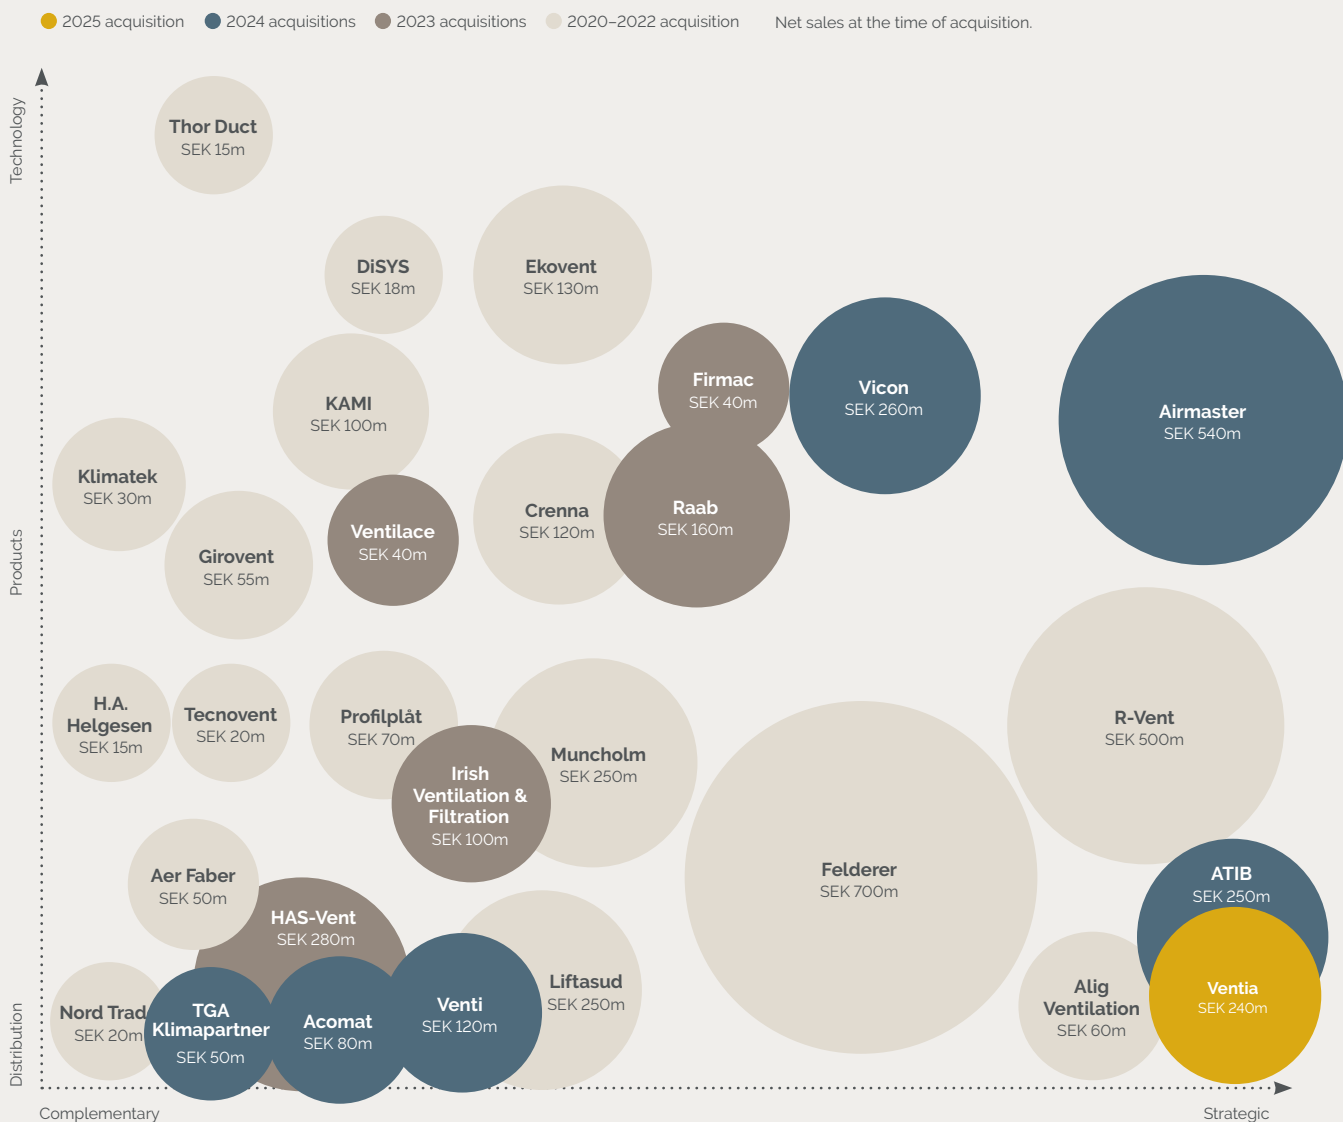 2025 acquisition
2024 acquisitions
2023 acquisitions
2020–2022 acquisition
Net sales at the time of acquisition.
Technology
Products
Distribution
Thor Duct
SEK 15m
DiSYS
SEK 18m
Ekovent
SEK 130m
Firmac
SEK 40m
Vicon
SEK 260m
Airmaster
SEK 540m
KAMI
SEK 100m
Klimatek
SEK 30m
Ventilace
SEK 40m
Crenna
SEK 120m
Raab
SEK 160m
Girovent
SEK 55m
H.A.
Helgesen
SEK 15m
Tecnovent
SEK 20m
Profilplåt
SEK 70m
Muncholm
SEK 250m
R-Vent
SEK 500m
Irish
Ventilation &
Filtration
SEK 100m
Aer Faber
SEK 50m
HAS-Vent
SEK 280m
Felderer
SEK 700m
ATIB
SEK 250m
Nord Trad
SEK 20m
TGA
Klimapartner
SEK 50m
Acomat
SEK 80m
Venti
SEK 120m
Liftasud
SEK 250m
Alig
Ventilation
SEK 60m
Ventia
SEK 240m
Complementary
Strategic